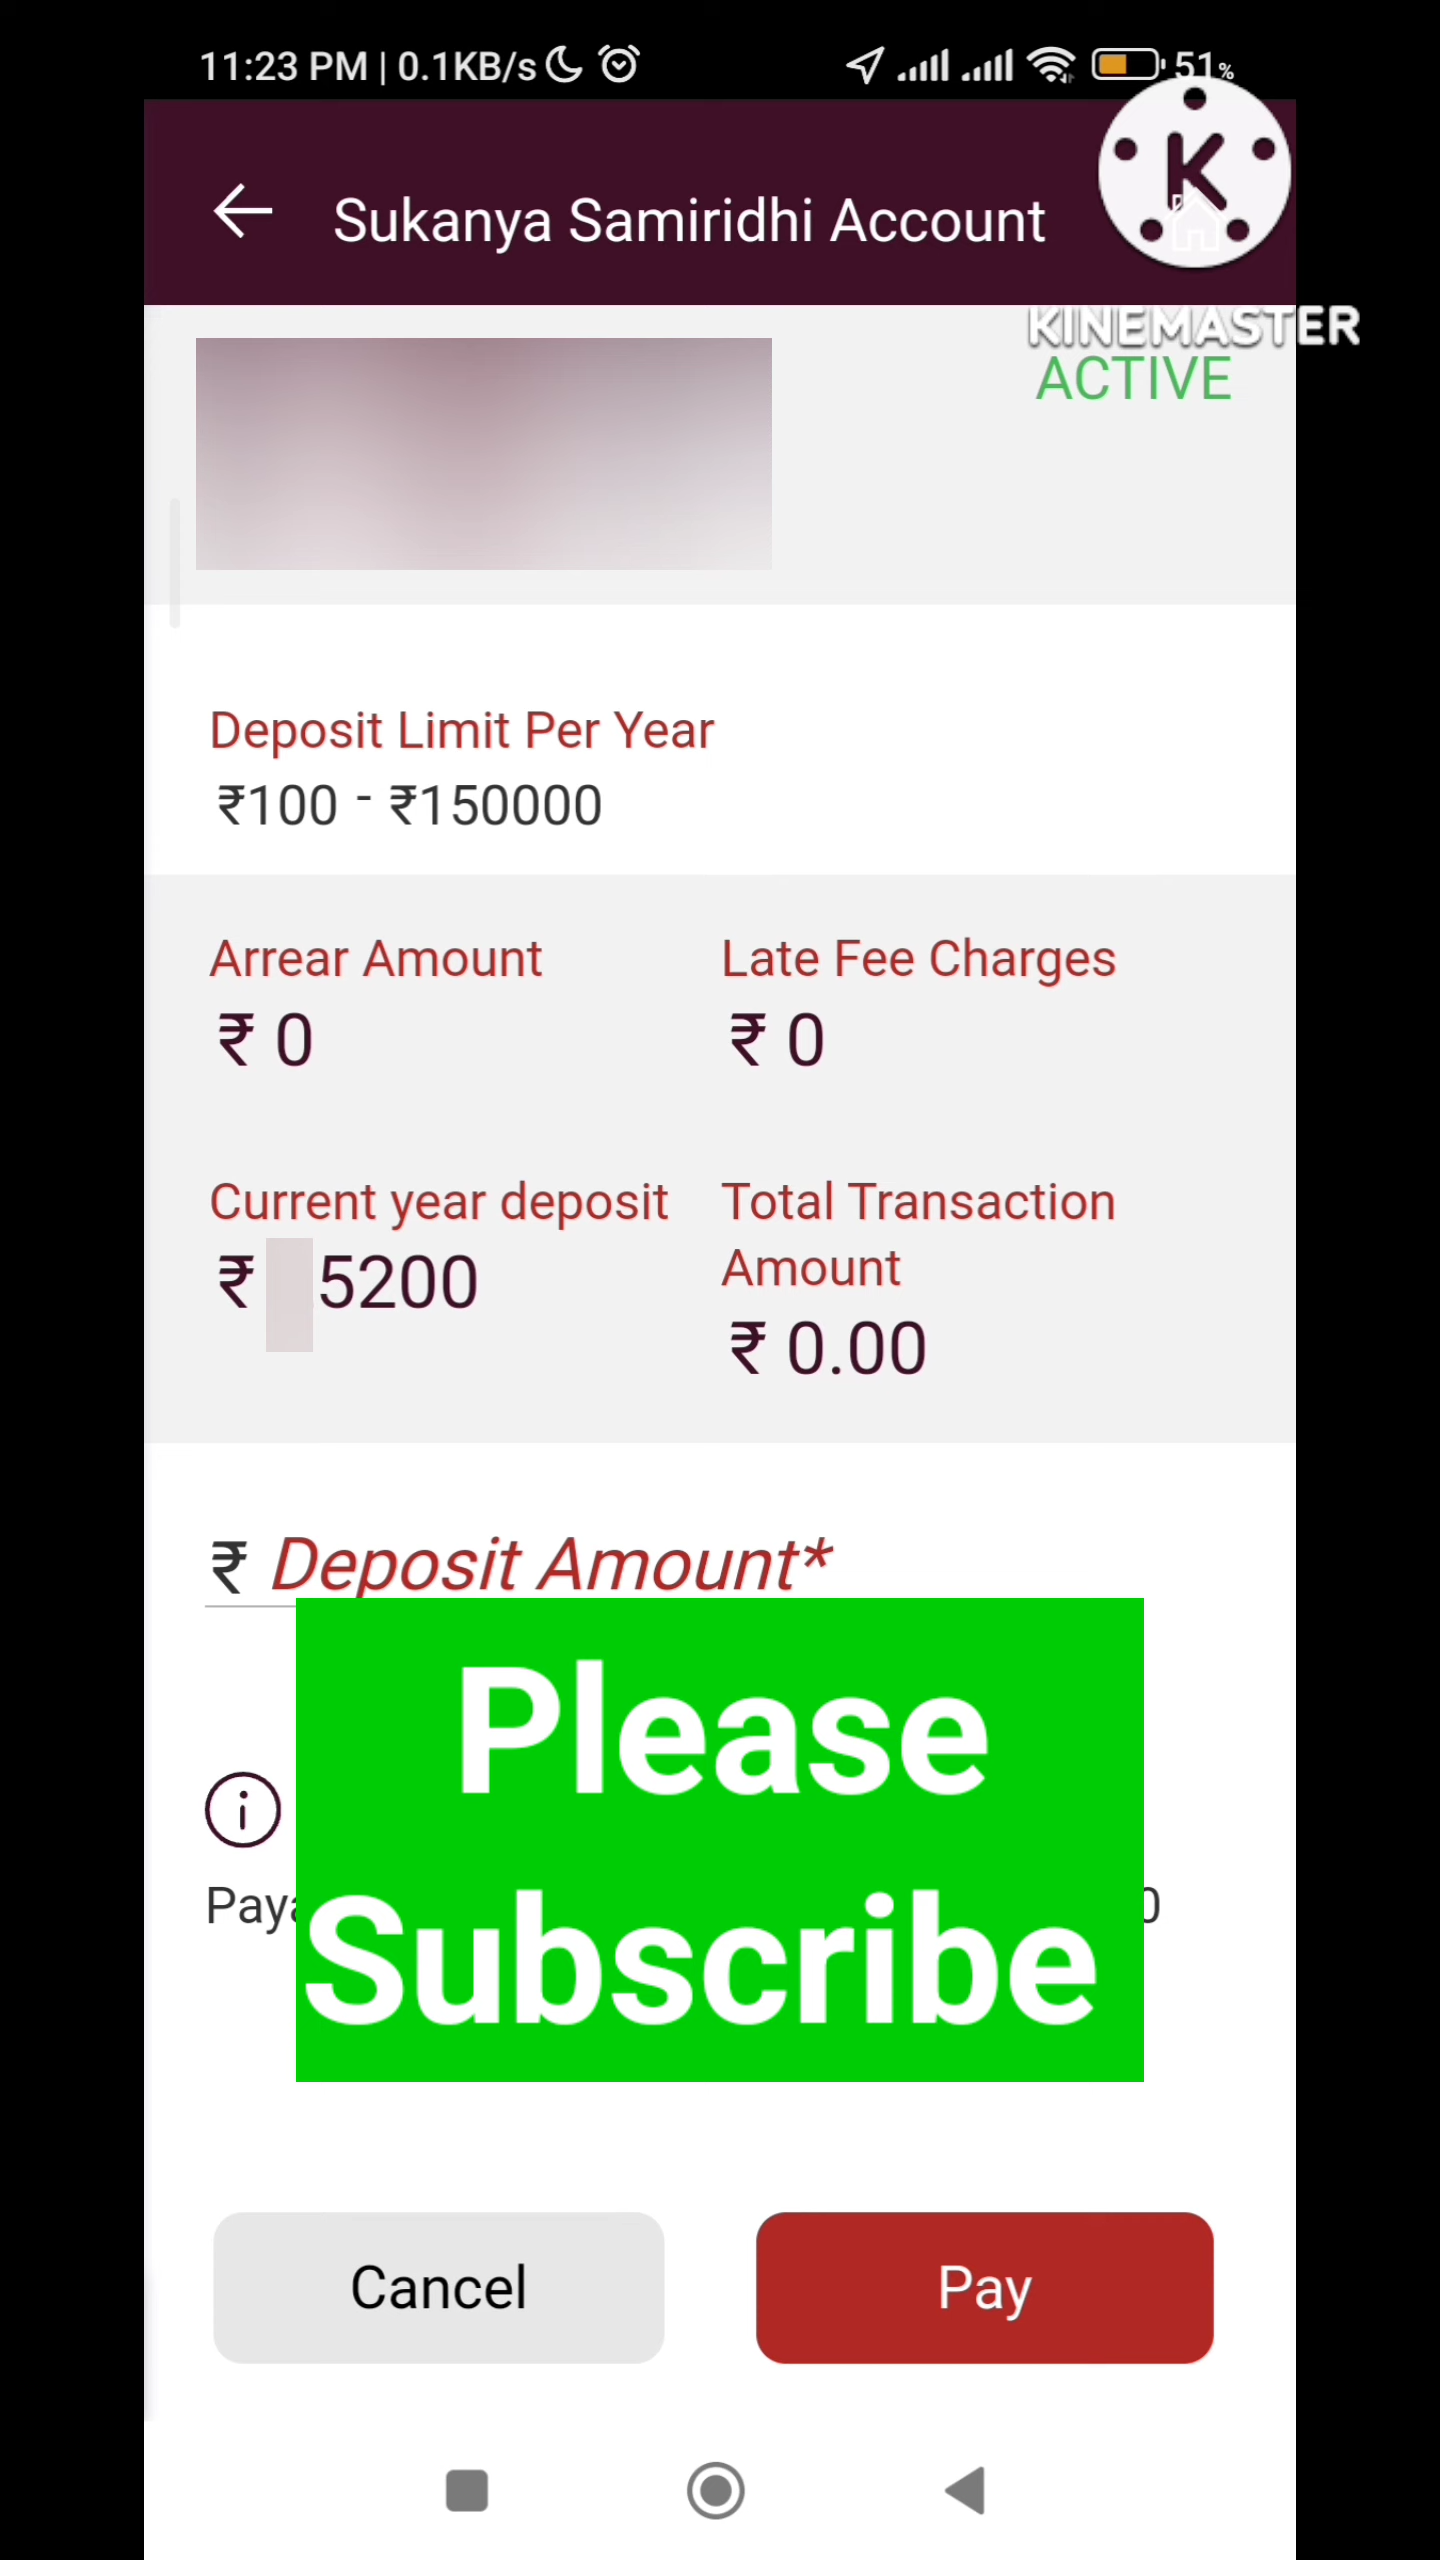 11:23 PM | 0.1KB/s 51%
Sukanya Samiridhi Account
K
KINEMASTER
ACTIVE
Deposit Limit Per Year
₹100 - ₹150000
Arrear Amount Late Fee Charges
₹ 0 ₹ 0
Current year deposit Total Transaction Amount
₹ 5200 ₹ 0.00
₹ Deposit Amount*
Please
Subscribe
Cancel Pay